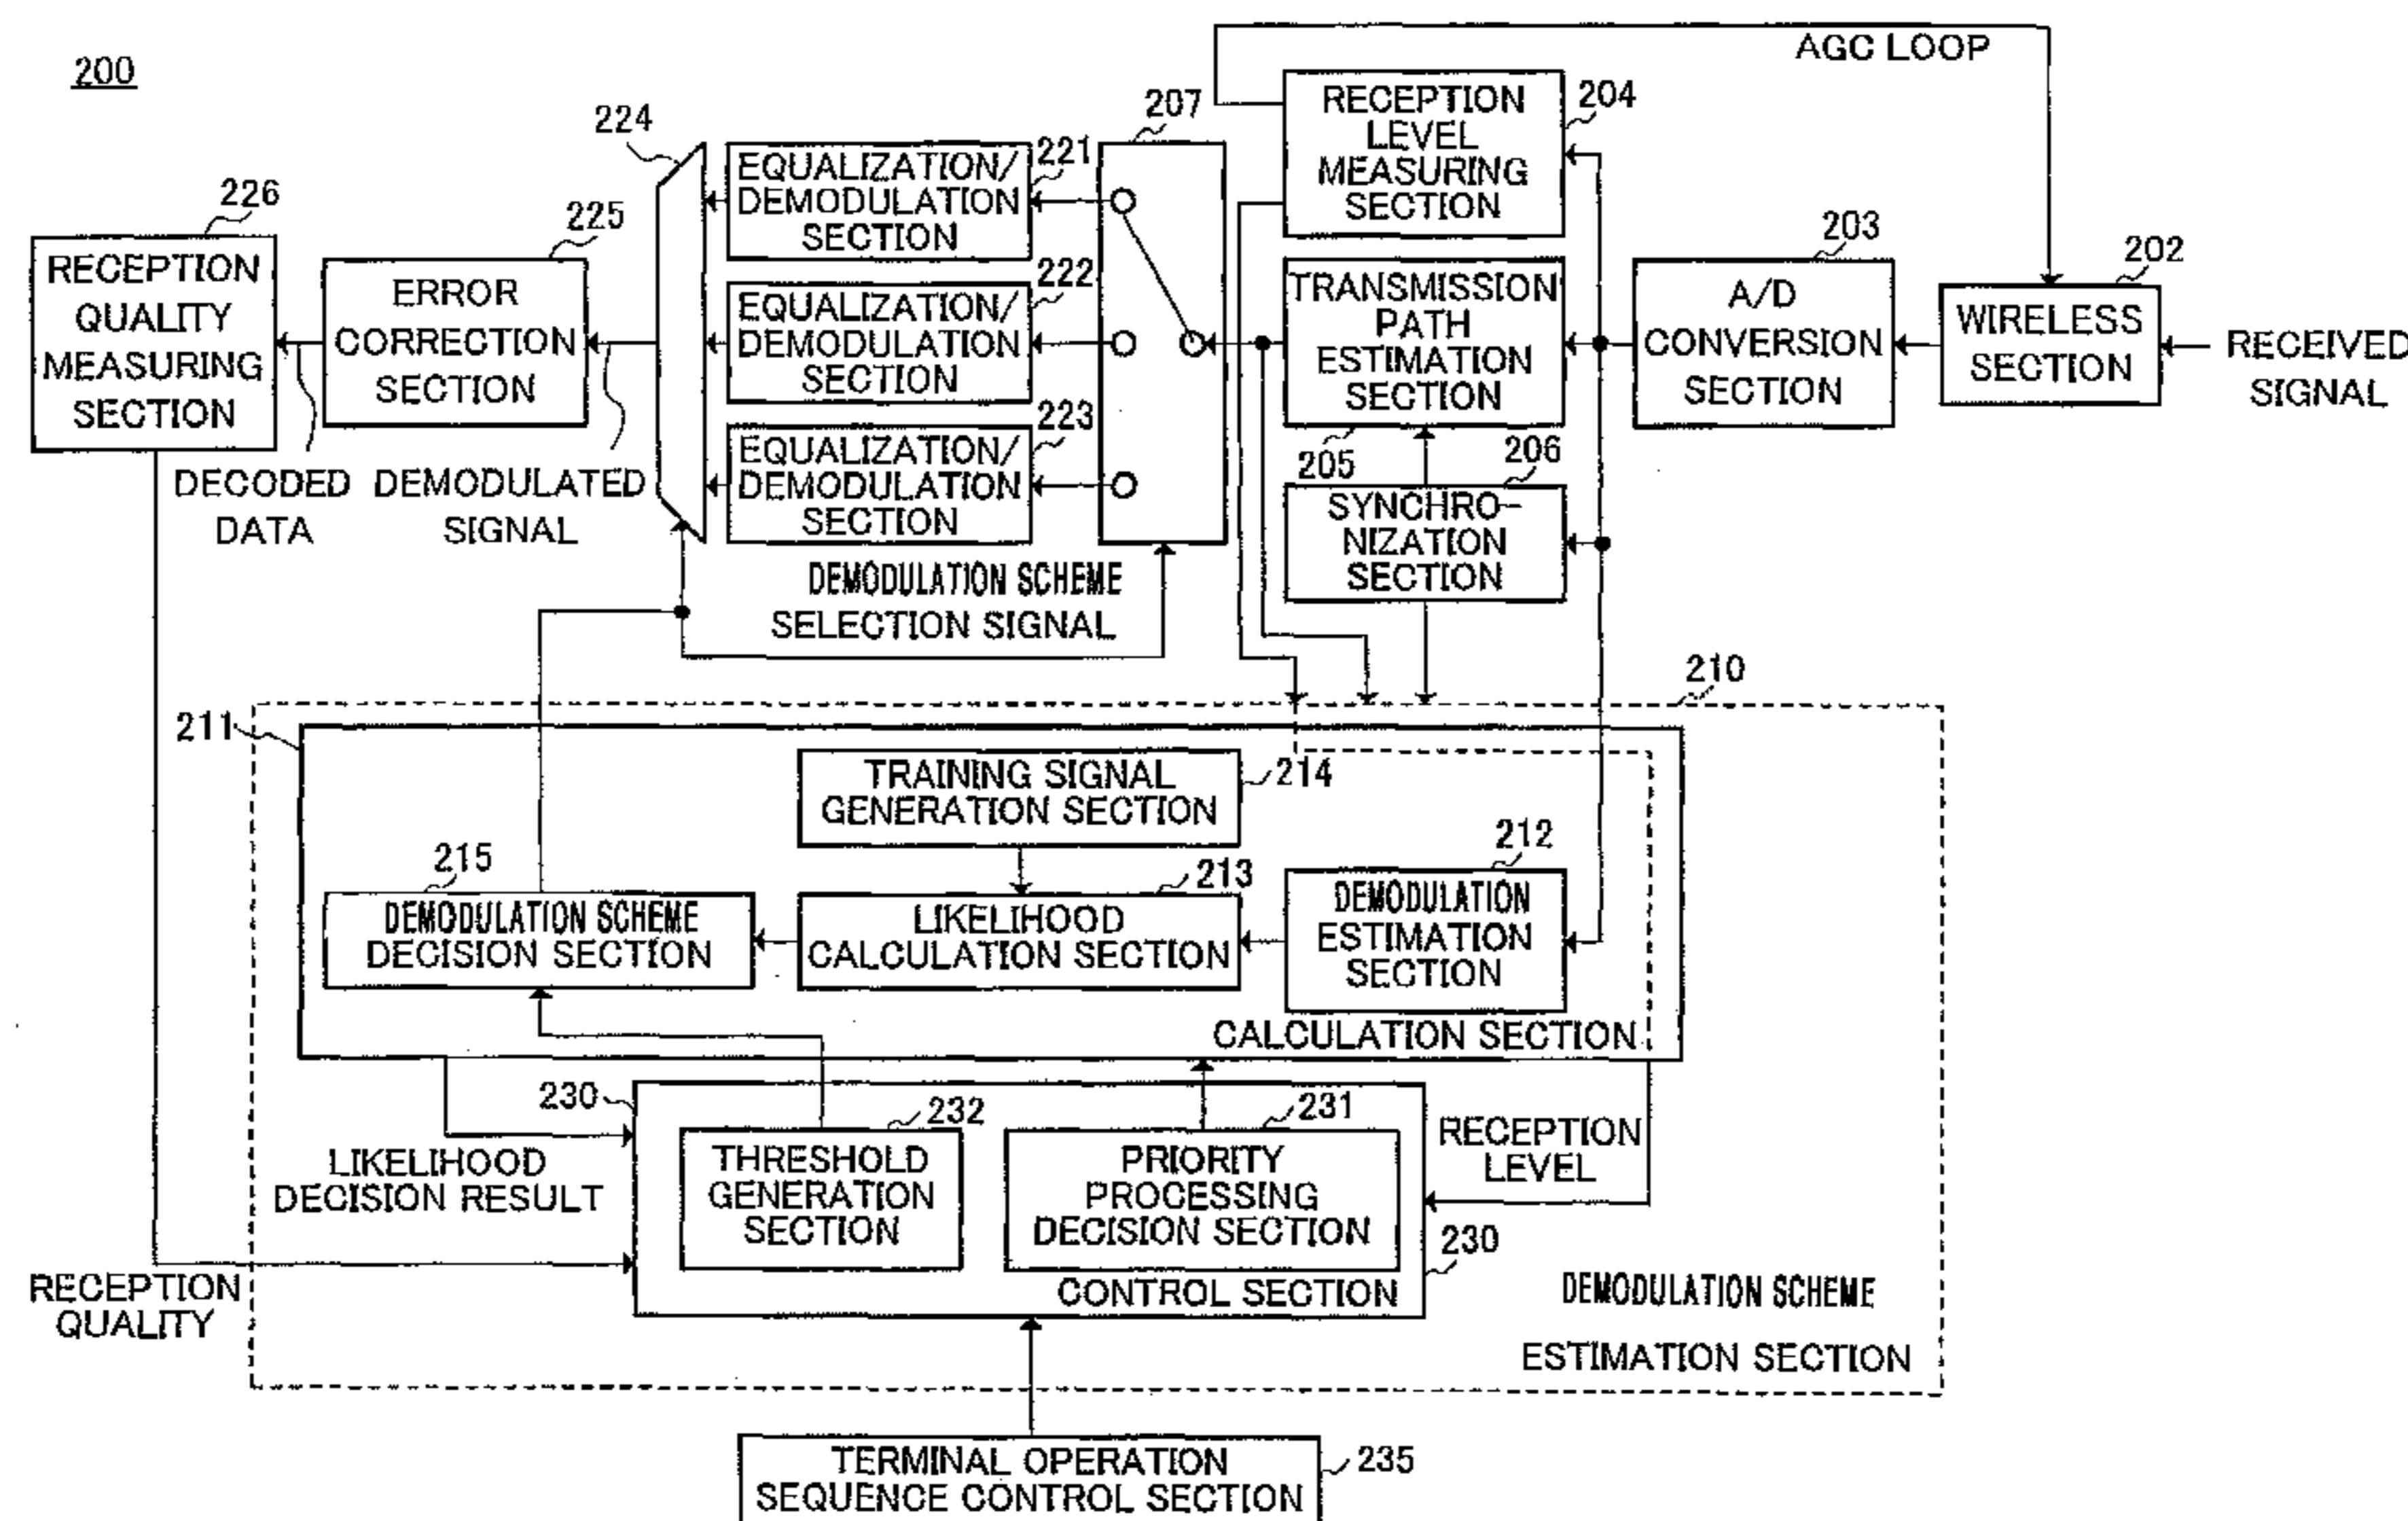 200
AGC LOOP
224
207
RECEPTION
LEVEL
MEASURING
SECTION
204
EQUALIZATION/
DEMODULATION
SECTION
221
226
225
203
202
RECEPTION
QUALITY
MEASURING
SECTION
ERROR
CORRECTION
SECTION
EQUALIZATION/
DEMODULATION
SECTION
222
TRANSMISSION
PATH
ESTIMATION
SECTION
A/D
CONVERSION
SECTION
WIRELESS
SECTION
RECEIVED
SIGNAL
EQUALIZATION/
DEMODULATION
SECTION
223
205
206
DECODED
DATA
DEMODULATED
SIGNAL
SYNCHRO-
NIZATION
SECTION
DEMODULATION SCHEME
SELECTION SIGNAL
210
211
TRAINING SIGNAL
GENERATION SECTION
214
215
213
212
DEMODULATION SCHEME
DECISION SECTION
LIKELIHOOD
CALCULATION SECTION
DEMODULATION
ESTIMATION
SECTION
CALCULATION SECTION
230
232
231
LIKELIHOOD
DECISION RESULT
THRESHOLD
GENERATION
SECTION
PRIORITY
PROCESSING
DECISION SECTION
RECEPTION
LEVEL
230
CONTROL SECTION
RECEPTION
QUALITY
DEMODULATION SCHEME
ESTIMATION SECTION
TERMINAL OPERATION
SEQUENCE CONTROL SECTION
235